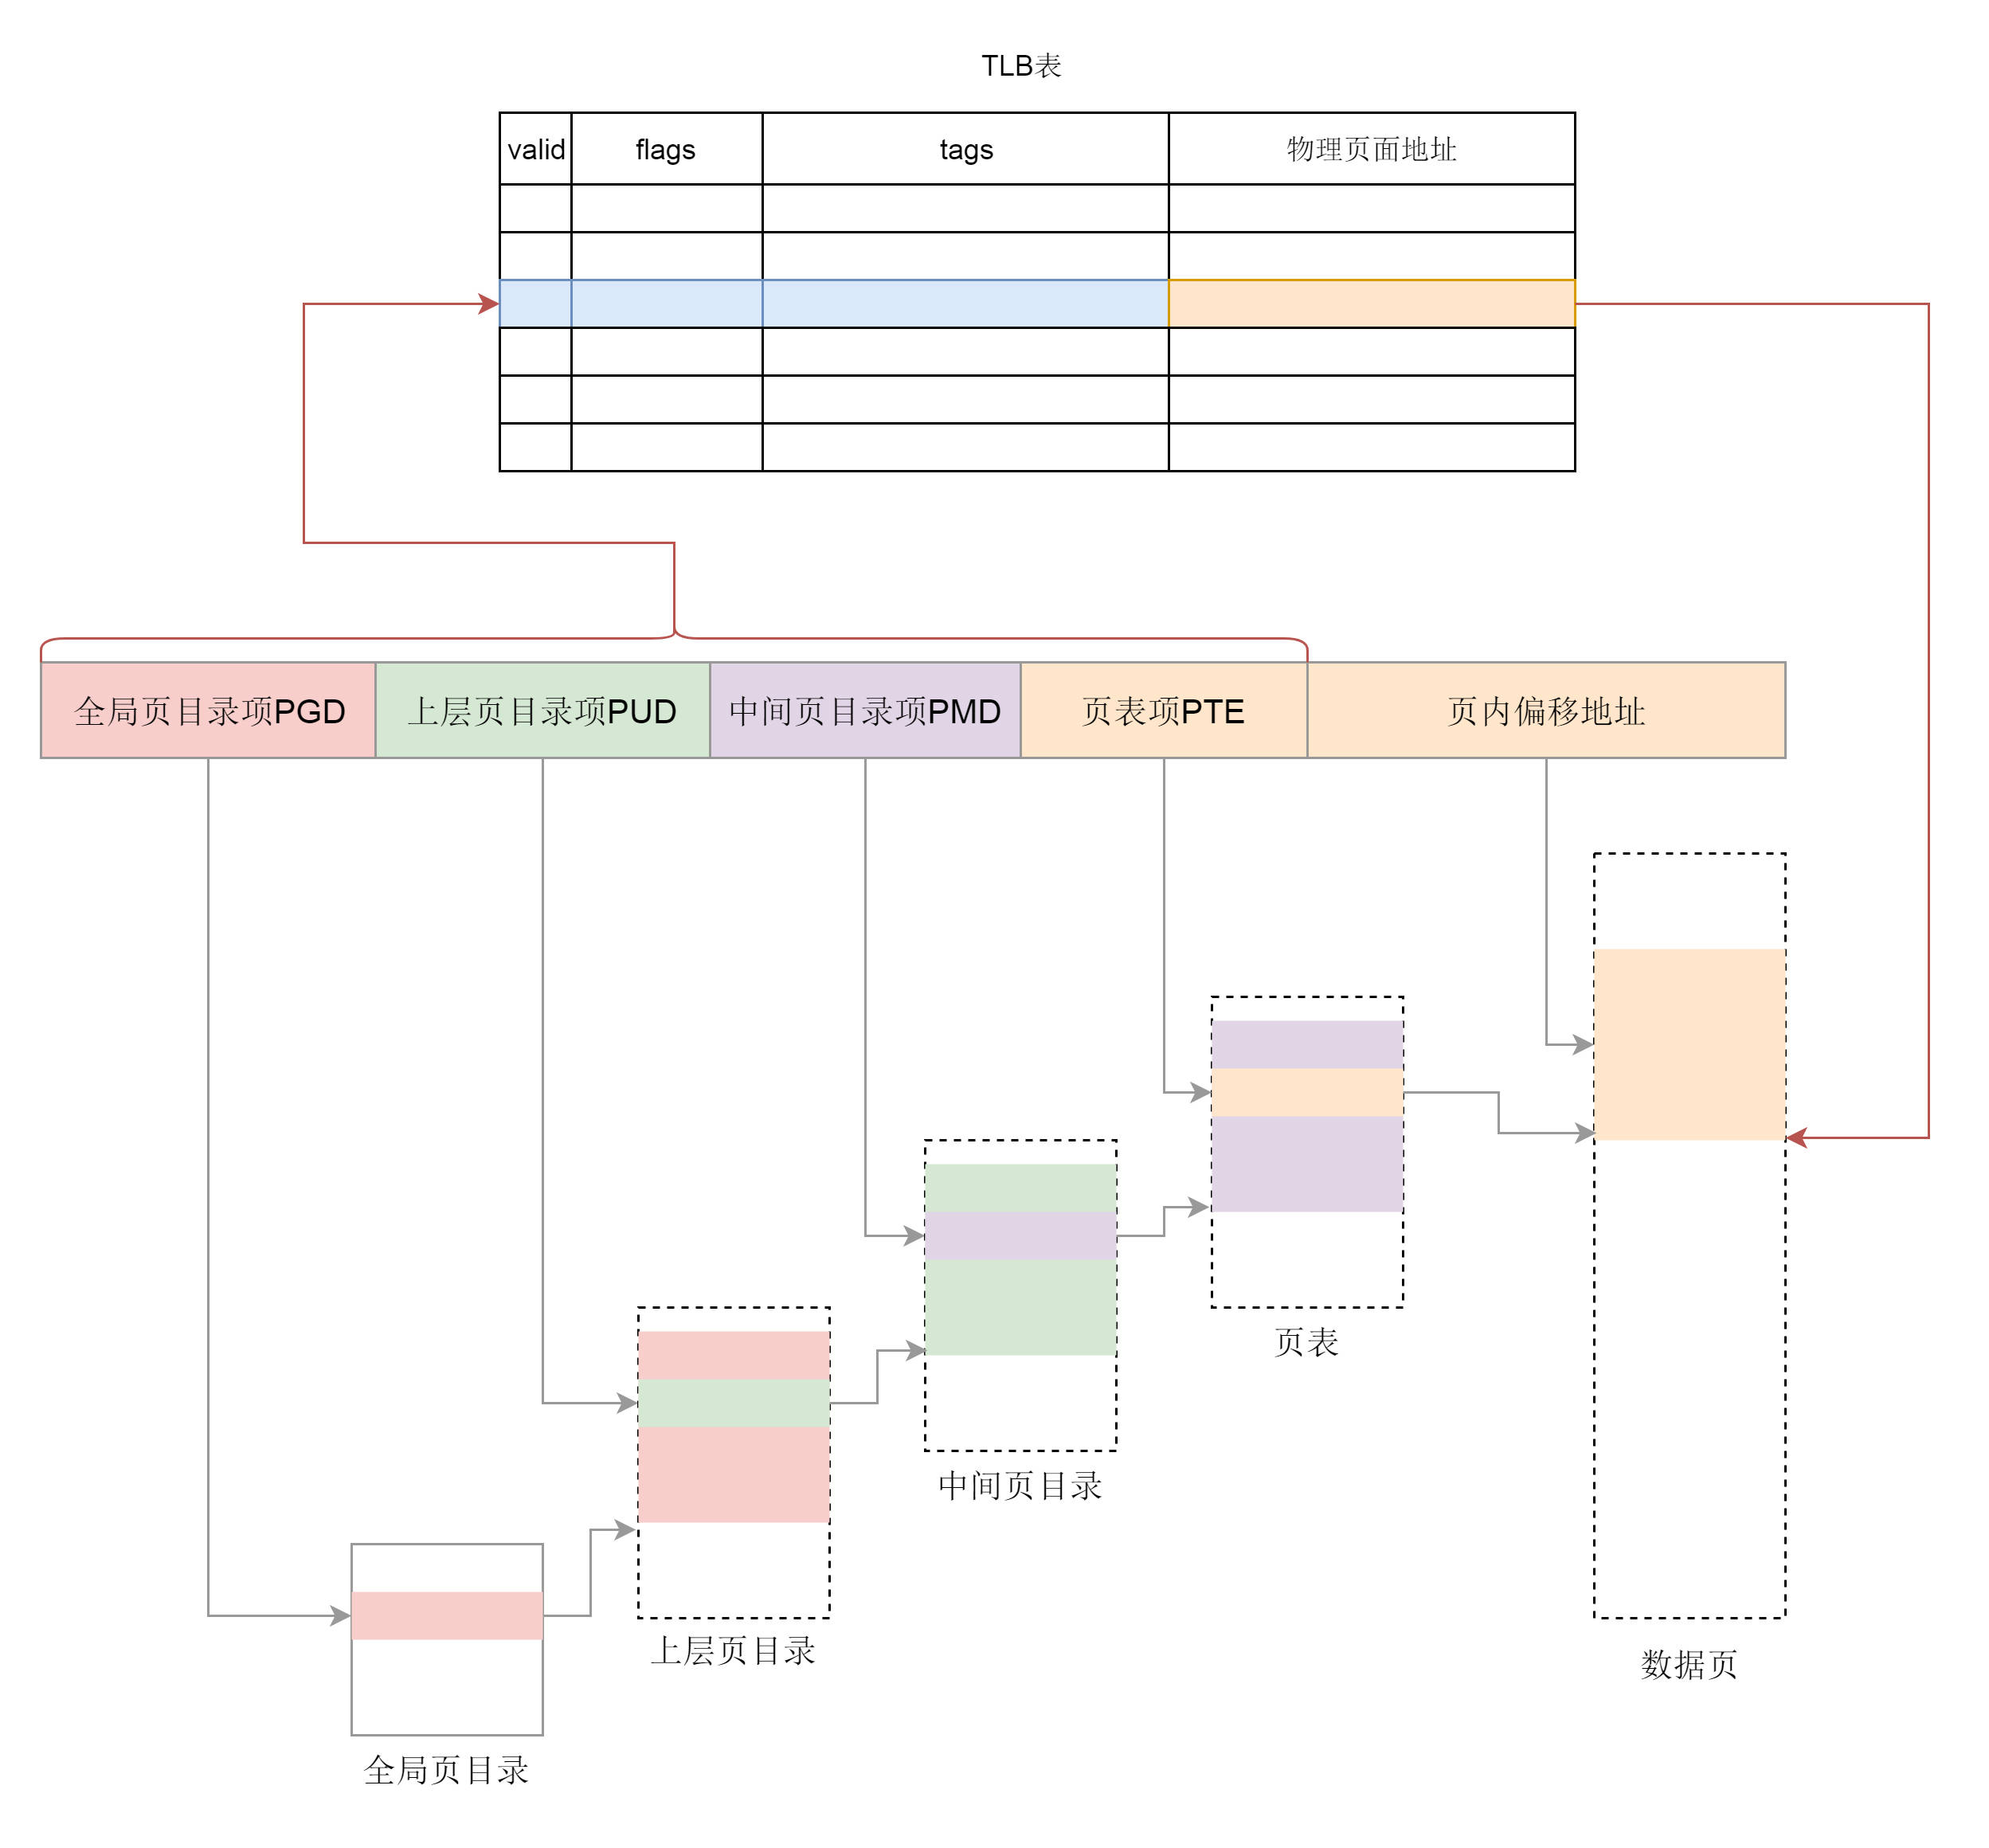 TLB表
valid
flags
tags
物理页面地址
全局页目录项PGD
上层页目录项PUD
中间页目录项PMD
页表项PTE
页内偏移地址
页表
中间页目录
上层页目录
数据页
全局页目录